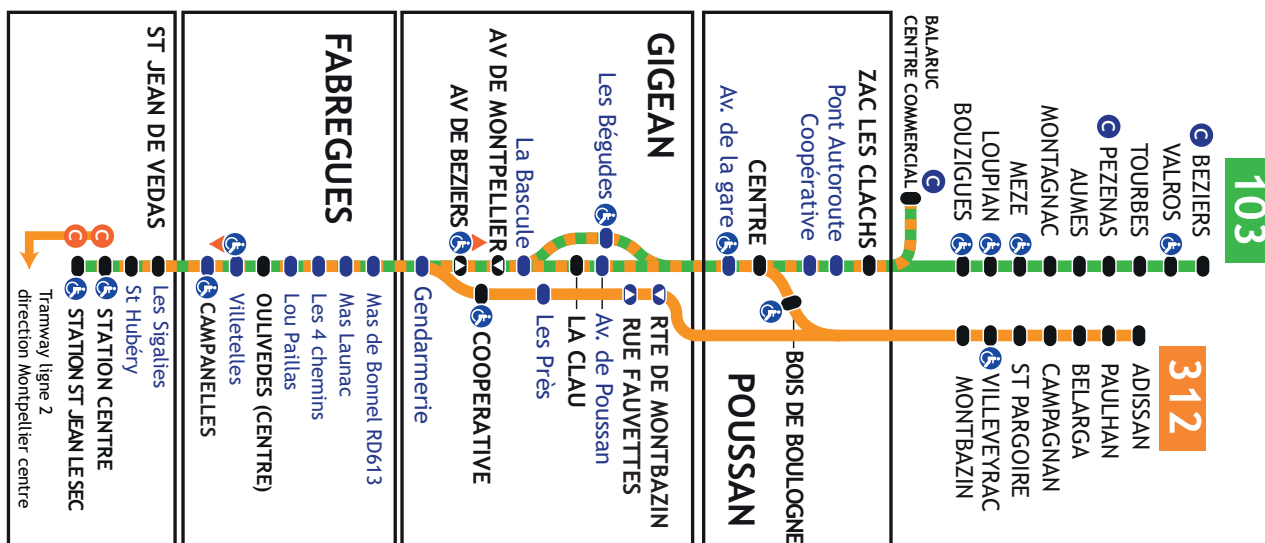 ST JEAN DE VEDAS
C
C
Tramway ligne 2
direction Montpellier centre
STATION ST JEAN LE SEC
STATION CENTRE
St Hubéry
Les Sigalies
FABREGUES
CAMPANELLES
Villetelles
OULIVEDES (CENTRE)
Lou Paillas
Les 4 chemins
Mas Launac
Mas de Bonnel RD613
GIGEAN
Gendarmerie
AV DE BEZIERS
AV DE MONTPELLIER
COOPERATIVE
La Bascule
Les Près
LA CLAU
Les Bégudes
Av. de Poussan
RUE FAUVETTES
RTE DE MONTBAZIN
POUSSAN
Av. de la gare
CENTRE
BOIS DE BOULOGNE
Coopérative
Pont Autoroute
ZAC LES CLACHS
BALARUC
CENTRE COMMERCIAL
C
BOUZIGUES
LOUPIAN
MEZE
MONTAGNAC
AUMES
C PEZENAS
TOURBES
VALROS
C BEZIERS
103
MONTBAZIN
VILLEVEYRAC
ST PARGOIRE
CAMPAGNAN
BELARGA
PAULHAN
ADISSAN
312